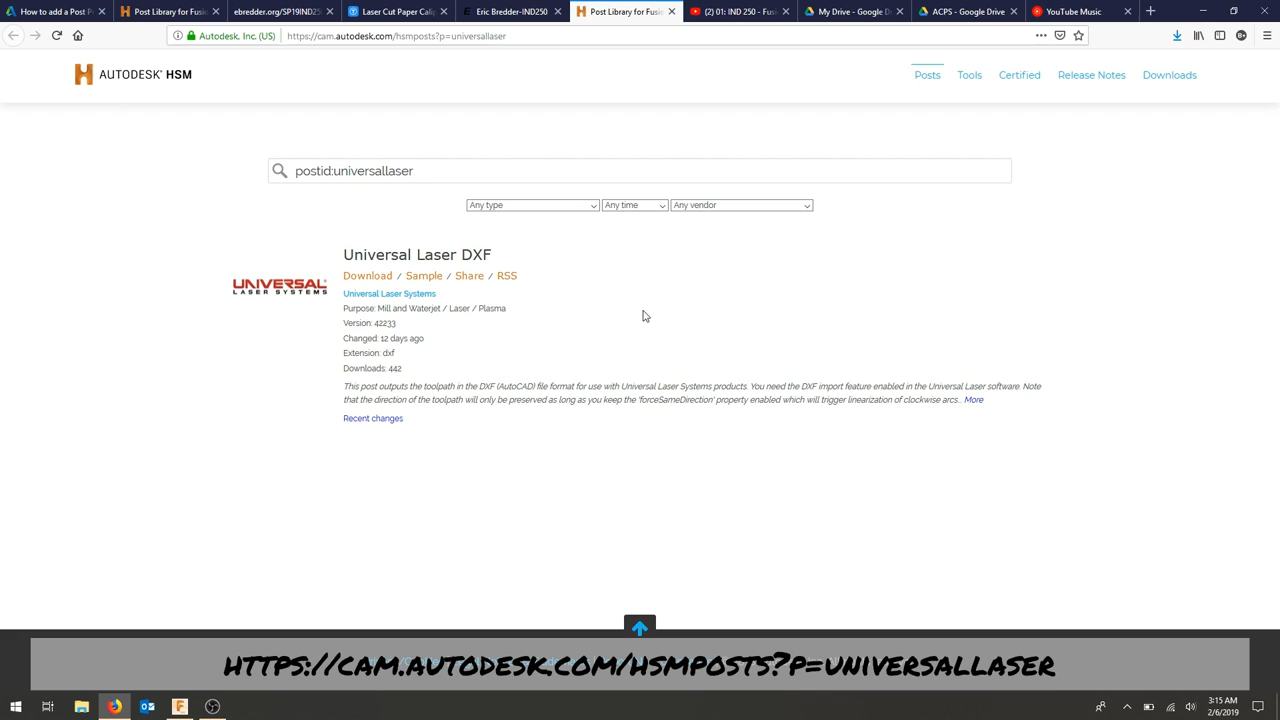 How to add a Post P
Post Library for Fusi
ebredder.org/SP19IND25
Laser Cut Paper Calip
Eric Bredder-IND250
Post Library for Fusi
(2) 01: IND 250 - Fusi
My Drive - Google D
ACPS - Google Drive
YouTube Music
Autodesk, Inc. (US)
https://cam.autodesk.com/hsmposts?p=universallaser
AUTODESK® HSM
Posts
Tools
Certified
Release Notes
Downloads
postid:universallaser
Any type
Any time
Any vendor
Universal Laser DXF
Download / Sample / Share / RSS
UNIVERSAL
LASER SYSTEMS
Universal Laser Systems
Purpose: Mill and Waterjet / Laser / Plasma
Version: 42233
Changed: 12 days ago
Extension: dxf
Downloads: 442
This post outputs the toolpath in the DXF (AutoCAD) file format for use with Universal Laser Systems products. You need the DXF import feature enabled in the Universal Laser software. Note
that the direction of the toolpath will only be preserved as long as you keep the 'forceSameDirection' property enabled which will trigger linearization of clockwise arcs... More
Recent changes
HTTPS://CAM.AUTODESK.COM/HSMPOSTS?P=UNIVERSALLASER
3:15 AM
2/6/2019